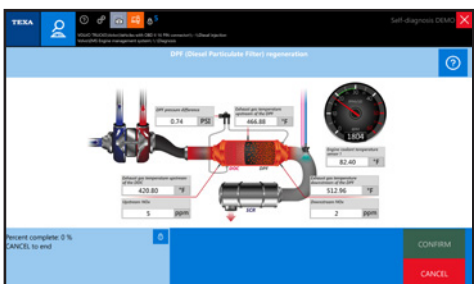 TEXA
5
Self-diagnosis DEMO
DPF (Diesel Particulate Filter) regeneration
DPF pressure difference
0.74 PSI
Exhaust gas temperature
upstream of the DPF
466.88 °F
1804
Engine coolant temperature
sensor 1
82.40 °F
DOC
DPF
Exhaust gas temperature upstream
of the DOC
420.80 °F
Exhaust gas temperature
downstream of the DPF
512.96 °F
Upstream NOx
5 ppm
SCR
Downstream NOx
2 ppm
Percent complete: 0 %
CANCEL to end
CONFIRM
CANCEL